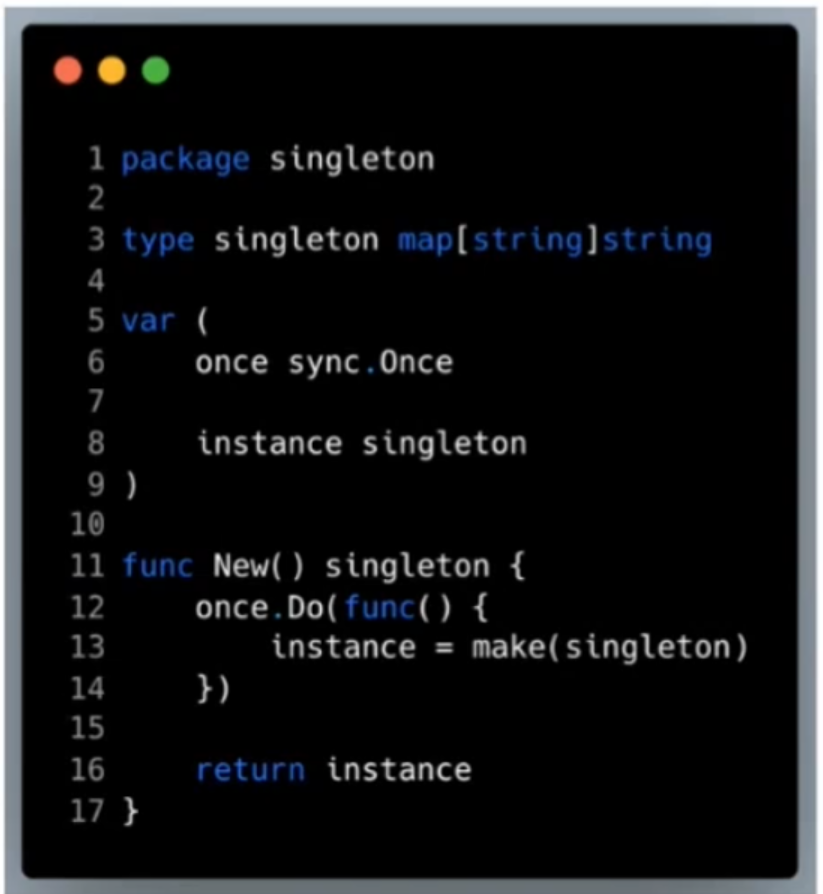 1 package singleton
2
3 type singleton map[string]string
4
5 var (
6     once sync.Once
7
8     instance singleton
9 )
10
11 func New() singleton {
12     once.Do(func() {
13         instance = make(singleton)
14     })
15
16     return instance
17 }